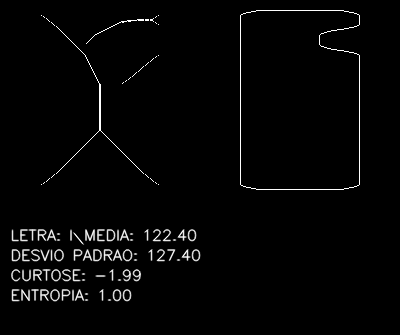 LETRA: I\MEDIA: 122.40
DESVIO PADRAO: 127.40
CURTOSE: -1.99
ENTROPIA: 1.00